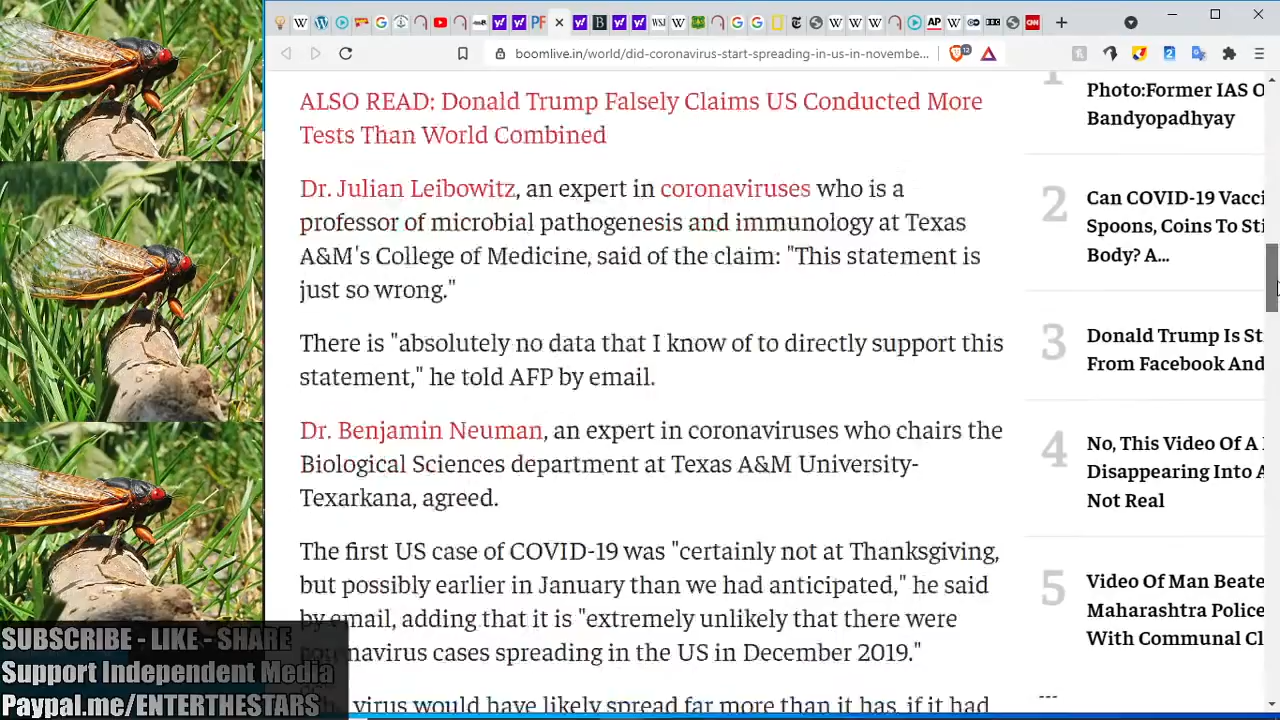 boomlive.in/world/did-coronavirus-start-spreading-in-us-in-novembe...
ALSO READ: Donald Trump Falsely Claims US Conducted More
Tests Than World Combined
Dr. Julian Leibowitz, an expert in coronaviruses who is a
professor of microbial pathogenesis and immunology at Texas
A&M's College of Medicine, said of the claim: "This statement is
just so wrong."
There is "absolutely no data that I know of to directly support this
statement," he told AFP by email.
Dr. Benjamin Neuman, an expert in coronaviruses who chairs the
Biological Sciences department at Texas A&M University-
Texarkana, agreed.
The first US case of COVID-19 was "certainly not at Thanksgiving,
but possibly earlier in January than we had anticipated," he said
by email, adding that it is "extremely unlikely that there were
coronavirus cases spreading in the US in December 2019."
virus would have likely spread far more than it has, if it had
1
Photo:Former IAS O
Bandyopadhyay
2
Can COVID-19 Vacci
Spoons, Coins To Sti
Body? A...
3
Donald Trump Is St
From Facebook And
4
No, This Video Of A
Disappearing Into A
Not Real
5
Video Of Man Beate
Maharashtra Police
With Communal Cl
SUBSCRIBE - LIKE - SHARE
Support Independent Media
Paypal.me/ENTERTHESTARS